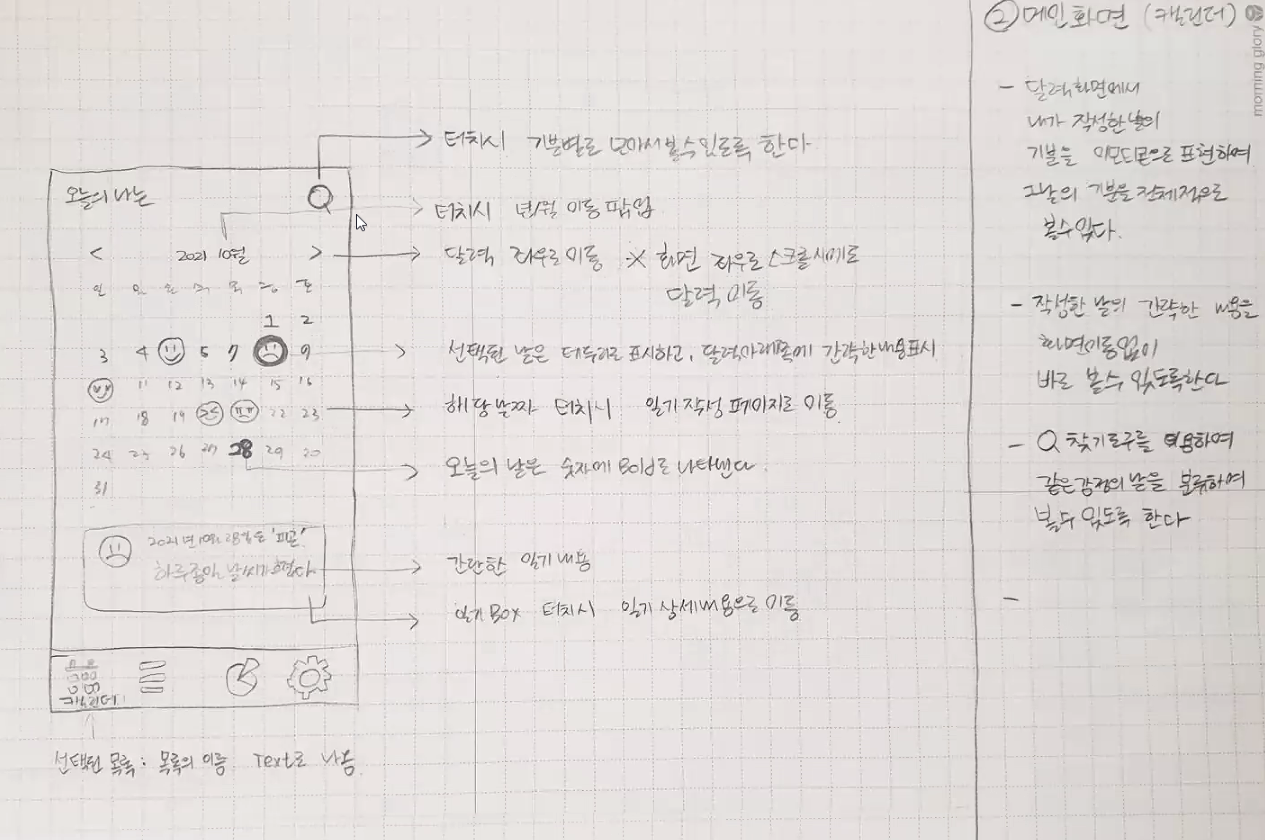 ② 메인화면 (캘린더)
morning glory
- 달력화면에서
내가 작성한 날의
기분을 이모티콘으로 표현하여
그날의 기분을 전체적으로
볼수있다.
- 작성한 날의 간략한 내용을
화면이동없이
바로 볼수 있도록한다
- Q 찾기도구를 이용하여
같은감정의 날을 분류하여
볼수 있도록 한다
-
터치시 기분별로 모아서볼수있도록 한다
오늘의 나는
터치시 년/월 이동 팝업
< 2021 10월 >
달력 좌우로 이동 ※ 화면 좌우로 스크롤시에도
달력 이동
일 월 화 수 목 금 토
1 2
3 4 6 7 9
선택된 날은 테두리로 표시하고, 달력아래쪽에 간략한내용표시
11 12 13 14 15 16
17 18 19 22 23
해당날짜 터치시 일기작성 페이지로 이동
24 25 26 27 28 29 30
오늘의 날은 숫자에 Bold로 나타낸다.
31
2021년 10월 28일은 '피곤'
하루종일 날씨가
간단한 일기 내용
일기 Box 터치시 일기 상세내용으로 이동
캘린더
선택된 목록 : 목록의 이름 Text로 나옴